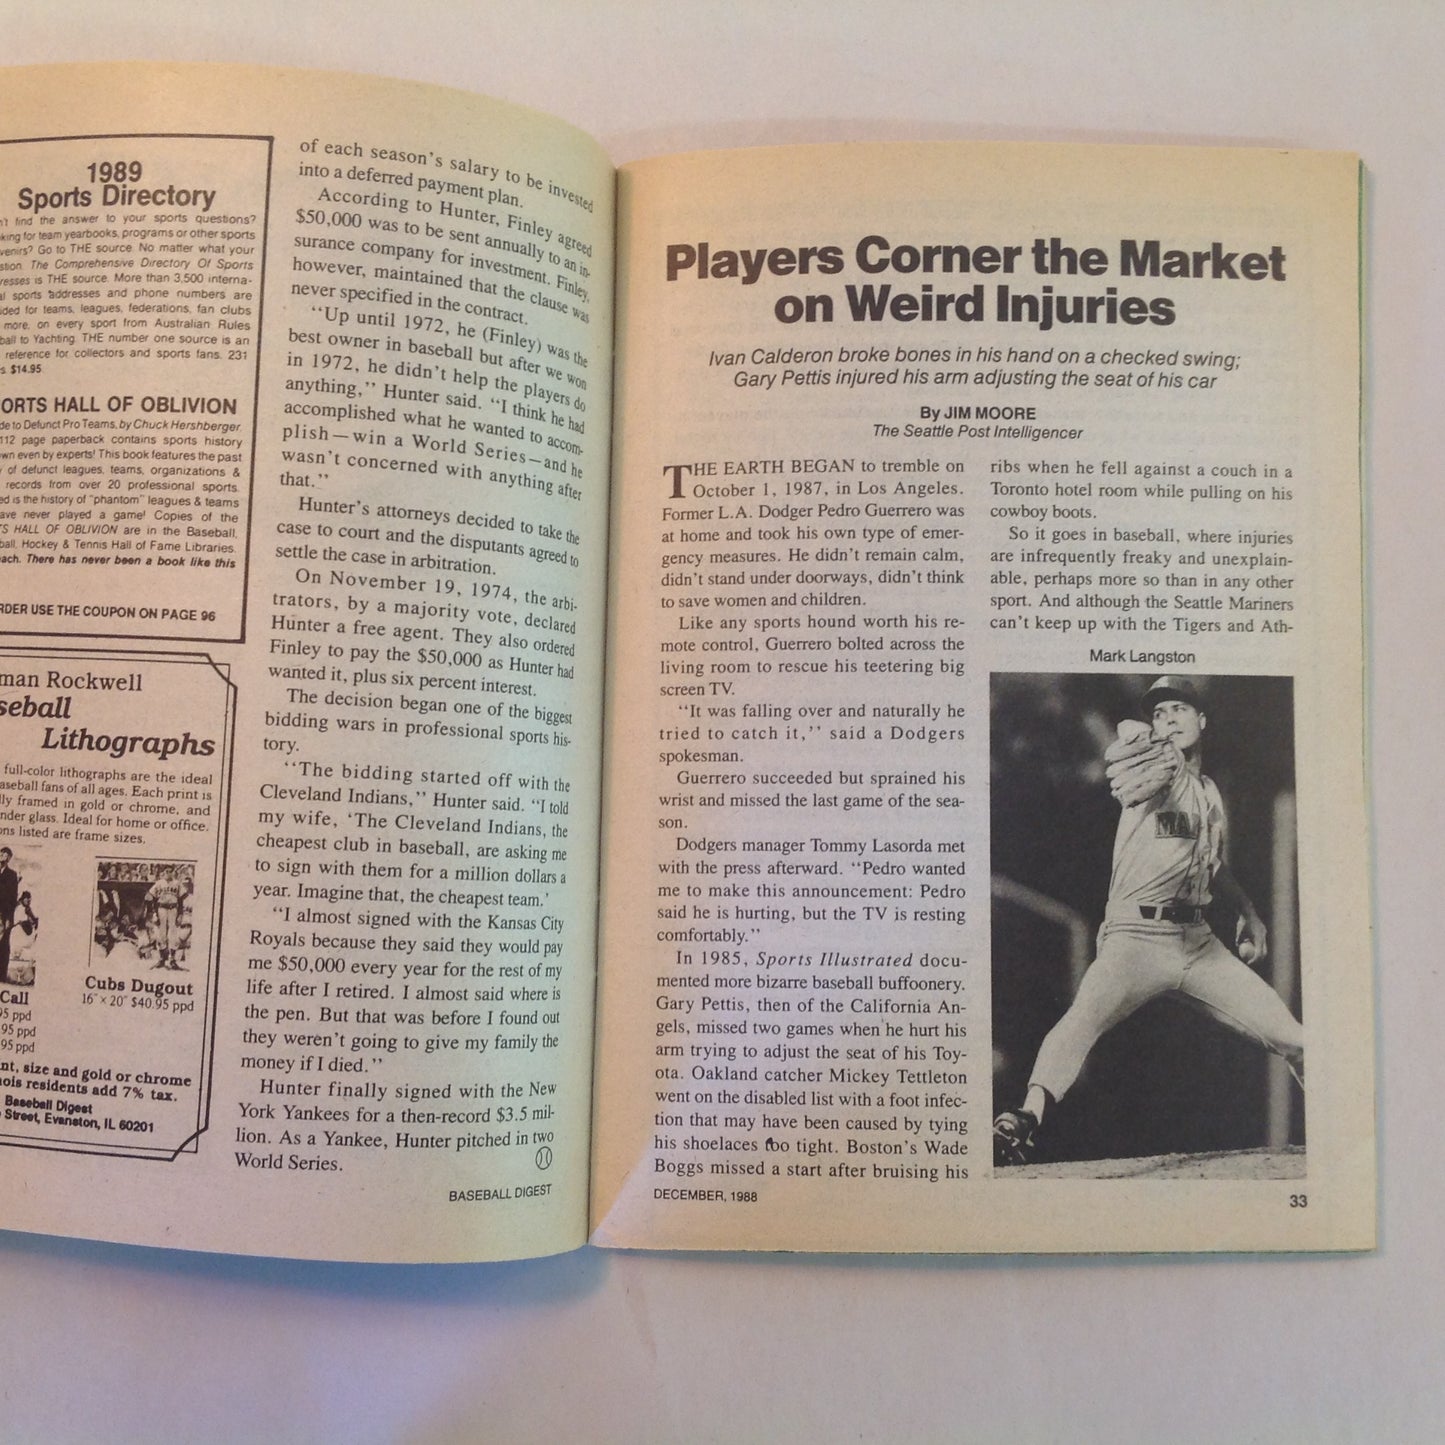 1989
Sports Directory
find the answer to your sports questions?
king for team yearbooks, programs or other sports
venirs? Go to THE source. No matter what your
stion. The Comprehensive Directory Of Sports
resses is THE source. More than 3,500 interna-
al sports addresses and phone numbers are
ided for teams, leagues, federations, fan clubs
more, on every sport from Australian Rules
ball to Yachting. THE number one source is an
reference for collectors and sports fans. 231
s. $14.95
ORTS HALL OF OBLIVION
de to Defunct Pro Teams, by Chuck Hershberger.
112 page paperback contains sports history
wn even by experts! This book features the past
y of defunct leagues, teams, organizations &
records from over 20 professional sports.
ed is the history of "phantom" leagues & teams
ave never played a game! Copies of the
TS HALL OF OBLIVION are in the Baseball,
ball, Hockey & Tennis Hall of Fame Libraries.
each. There has never been a book like this
RDER USE THE COUPON ON PAGE 96
man Rockwell
seball
Lithographs
full-color lithographs are the ideal
aseball fans of all ages. Each print is
lly framed in gold or chrome, and
nder glass. Ideal for home or office.
ons listed are frame sizes.
Call
95 ppd
.95 ppd
.95 ppd
Cubs Dugout
16" × 20" $40.95 ppd
nt, size and gold or chrome
nois residents add 7% tax.
Baseball Digest
Street, Evanston, IL 60201
of each season's salary to be invested
into a deferred payment plan.
According to Hunter, Finley agreed
$50,000 was to be sent annually to an in-
surance company for investment. Finley,
however, maintained that the clause was
never specified in the contract.
"Up until 1972, he (Finley) was the
best owner in baseball but after we won
in 1972, he didn't help the players do
anything," Hunter said. "I think he had
accomplished what he wanted to accom-
plish—win a World Series—and he
wasn't concerned with anything after
that."
Hunter's attorneys decided to take the
case to court and the disputants agreed to
settle the case in arbitration.
On November 19, 1974, the arbi-
trators, by a majority vote, declared
Hunter a free agent. They also ordered
Finley to pay the $50,000 as Hunter had
wanted it, plus six percent interest.
The decision began one of the biggest
bidding wars in professional sports his-
tory.
"The bidding started off with the
Cleveland Indians," Hunter said. "I told
my wife, 'The Cleveland Indians, the
cheapest club in baseball, are asking me
to sign with them for a million dollars a
year. Imagine that, the cheapest team.'
"I almost signed with the Kansas City
Royals because they said they would pay
me $50,000 every year for the rest of my
life after I retired. I almost said where is
the pen. But that was before I found out
they weren't going to give my family the
money if I died."
Hunter finally signed with the New
York Yankees for a then-record $3.5 mil-
lion. As a Yankee, Hunter pitched in two
World Series.
BASEBALL DIGEST
Players Corner the Market
on Weird Injuries
Ivan Calderon broke bones in his hand on a checked swing;
Gary Pettis injured his arm adjusting the seat of his car
By JIM MOORE
The Seattle Post Intelligencer
THE EARTH BEGAN to tremble on
October 1, 1987, in Los Angeles.
Former L.A. Dodger Pedro Guerrero was
at home and took his own type of emer-
gency measures. He didn't remain calm,
didn't stand under doorways, didn't think
to save women and children.
Like any sports hound worth his re-
mote control, Guerrero bolted across the
living room to rescue his teetering big
screen TV.
"It was falling over and naturally he
tried to catch it," said a Dodgers
spokesman.
Guerrero succeeded but sprained his
wrist and missed the last game of the sea-
son.
Dodgers manager Tommy Lasorda met
with the press afterward. "Pedro wanted
me to make this announcement: Pedro
said he is hurting, but the TV is resting
comfortably."
In 1985, Sports Illustrated docu-
mented more bizarre baseball buffoonery.
Gary Pettis, then of the California An-
gels, missed two games when he hurt his
arm trying to adjust the seat of his Toy-
ota. Oakland catcher Mickey Tettleton
went on the disabled list with a foot infec-
tion that may have been caused by tying
his shoelaces too tight. Boston's Wade
Boggs missed a start after bruising his
DECEMBER, 1988
ribs when he fell against a couch in a
Toronto hotel room while pulling on his
cowboy boots.
So it goes in baseball, where injuries
are infrequently freaky and unexplain-
able, perhaps more so than in any other
sport. And although the Seattle Mariners
can't keep up with the Tigers and Ath-
Mark Langston
MA
33